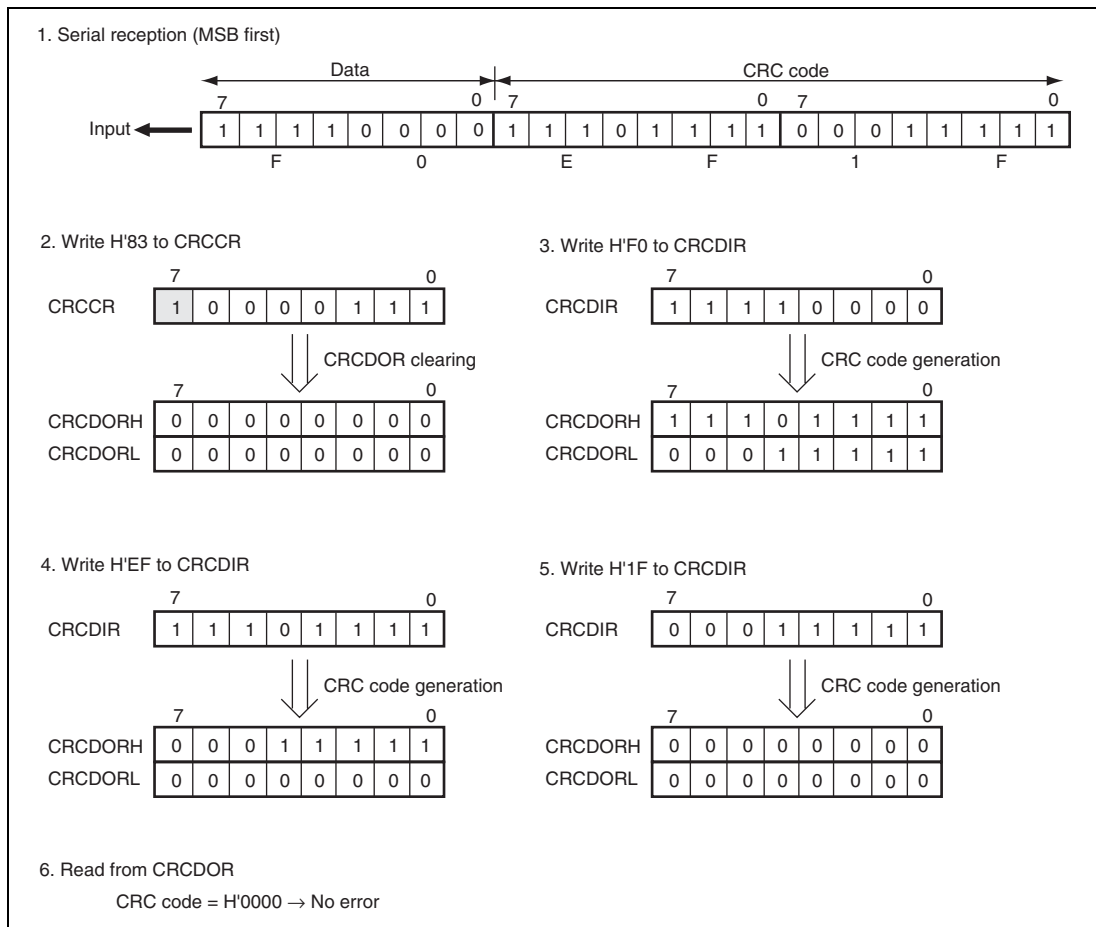 1. Serial reception (MSB first)
Data CRC code
7 0 7 0 7 0
Input 1 1 1 1 0 0 0 0 1 1 1 0 1 1 1 1 0 0 0 1 1 1 1 1
F 0 E F 1 F
2. Write H'83 to CRCCR
7 0
CRCCR 1 0 0 0 0 1 1 1
CRCDOR clearing
7 0
CRCDORH 0 0 0 0 0 0 0 0
CRCDORL 0 0 0 0 0 0 0 0
3. Write H'F0 to CRCDIR
7 0
CRCDIR 1 1 1 1 0 0 0 0
CRC code generation
7 0
CRCDORH 1 1 1 0 1 1 1 1
CRCDORL 0 0 0 1 1 1 1 1
4. Write H'EF to CRCDIR
7 0
CRCDIR 1 1 1 0 1 1 1 1
CRC code generation
7 0
CRCDORH 0 0 0 1 1 1 1 1
CRCDORL 0 0 0 0 0 0 0 0
5. Write H'1F to CRCDIR
7 0
CRCDIR 0 0 0 1 1 1 1 1
CRC code generation
7 0
CRCDORH 0 0 0 0 0 0 0 0
CRCDORL 0 0 0 0 0 0 0 0
6. Read from CRCDOR
CRC code = H'0000 → No error